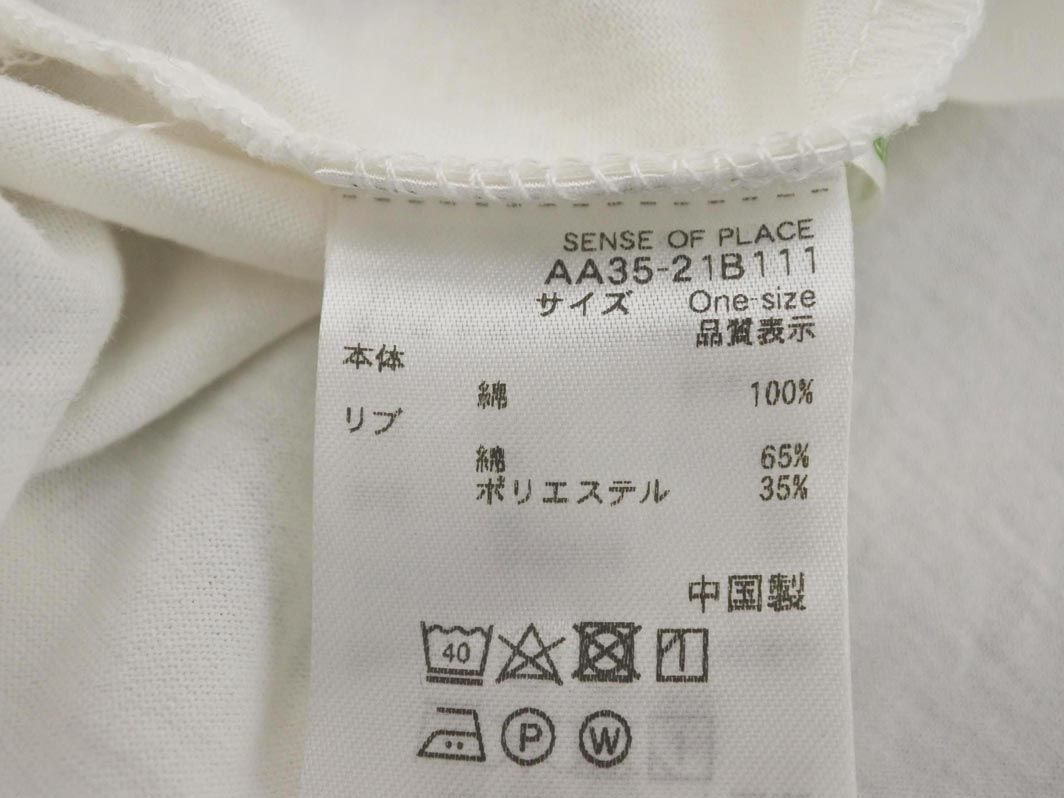 SENSE OF PLACE
AA35-21B111
サイズ One-size
品質表示
本体
綿 100%
リブ
綿 65%
ポリエステル 35%
中国製
40
P W